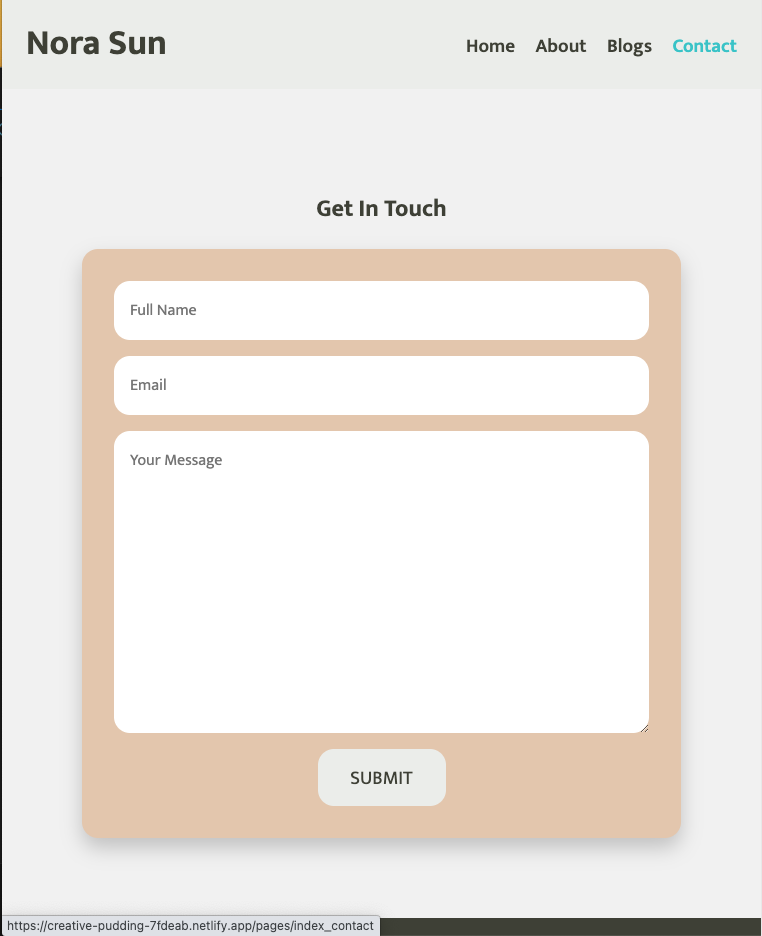 Nora Sun
Home About Blogs Contact
Get In Touch
Full Name
Email
Your Message
SUBMIT
https://creative-pudding-7fdeab.netlify.app/pages/index_contact